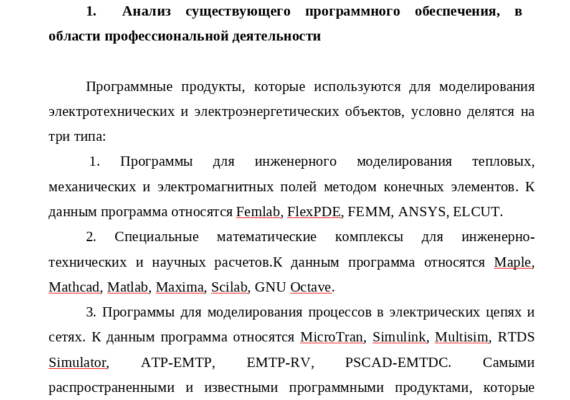 1. Анализ существующего программного обеспечения, в
области профессиональной деятельности
Программные продукты, которые используются для моделирования
электротехнических и электроэнергетических объектов, условно делятся на
три типа:
1. Программы для инженерного моделирования тепловых,
механических и электромагнитных полей методом конечных элементов. К
данным программа относятся Femlab, FlexPDE, FEMM, ANSYS, ELCUT.
2. Специальные математические комплексы для инженерно-
технических и научных расчетов.К данным программа относятся Maple,
Mathcad, Matlab, Maxima, Scilab, GNU Octave.
3. Программы для моделирования процессов в электрических цепях и
сетях. К данным программа относятся MicroTran, Simulink, Multisim, RTDS
Simulator, ATP-EMTP, EMTP-RV, PSCAD-EMTDC. Самыми
распространенными и известными программными продуктами, которые